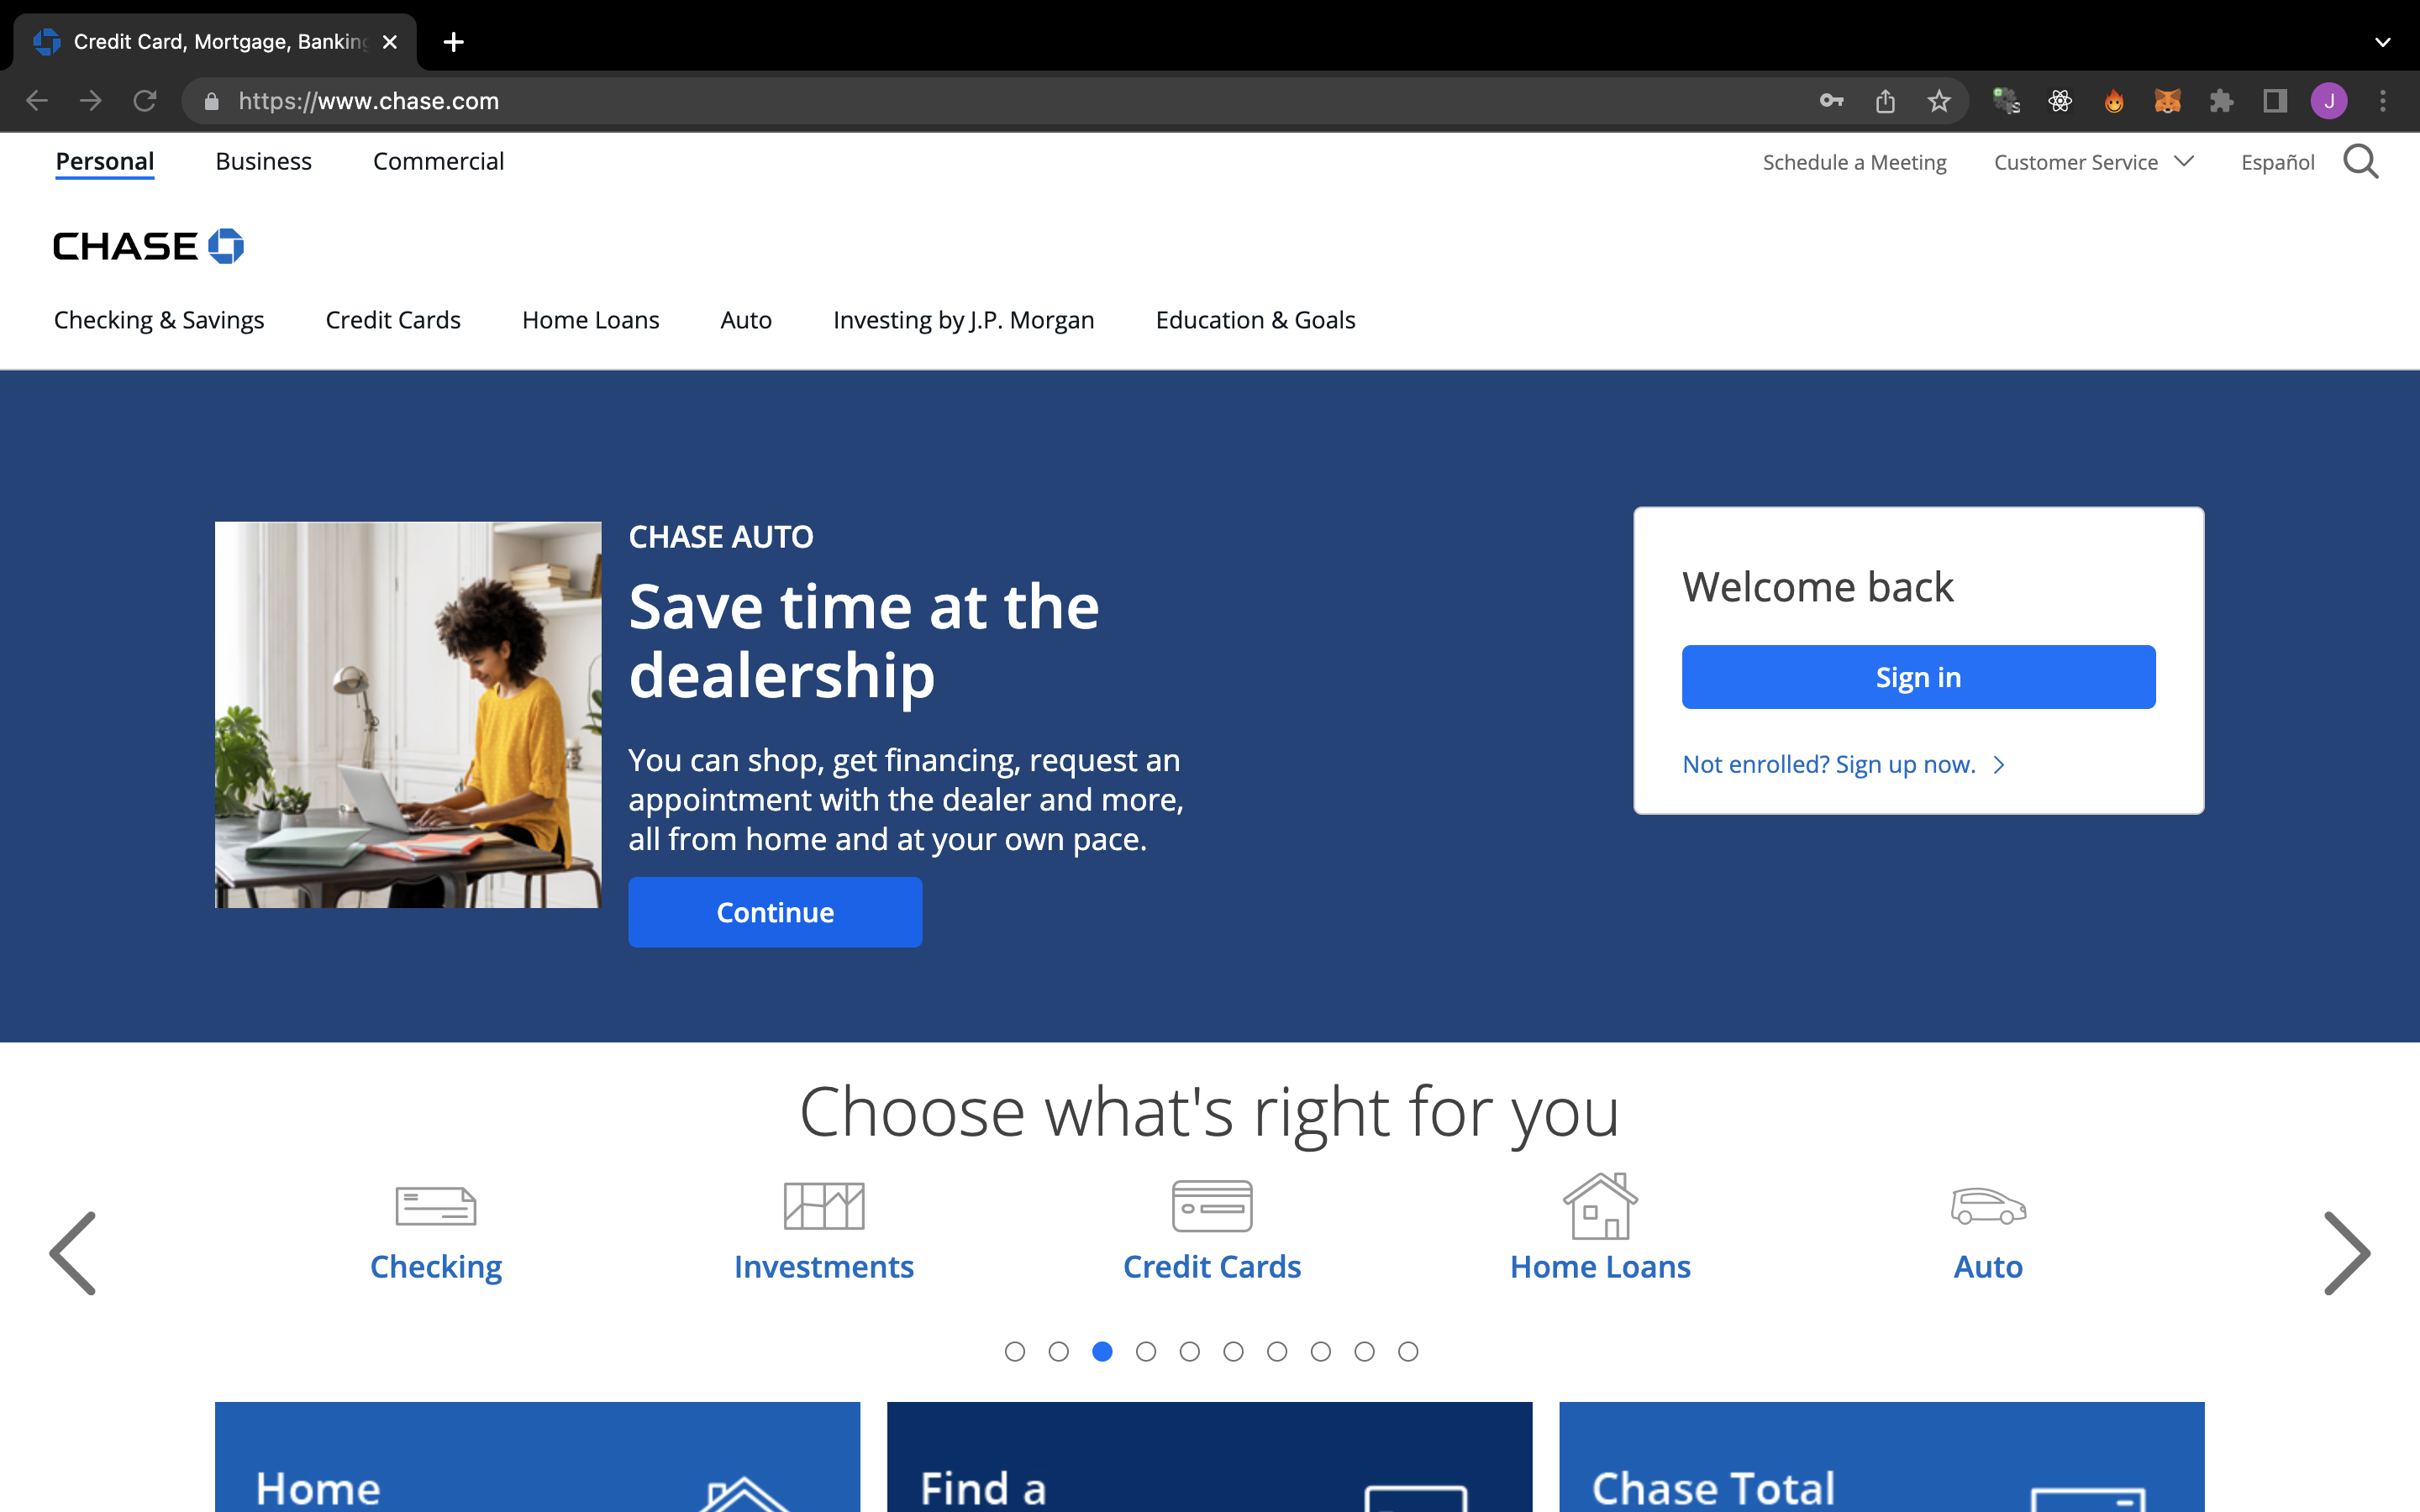 Credit Card, Mortgage, Banking
https://www.chase.com
J
Personal
Business
Commercial
Schedule a Meeting
Customer Service
Español
CHASE
Checking & Savings
Credit Cards
Home Loans
Auto
Investing by J.P. Morgan
Education & Goals
CHASE AUTO
Save time at the
dealership
You can shop, get financing, request an
appointment with the dealer and more,
all from home and at your own pace.
Continue
Welcome back
Sign in
Not enrolled? Sign up now.
Choose what's right for you
Checking
Investments
Credit Cards
Home Loans
Auto
Home
Find a
Chase Total